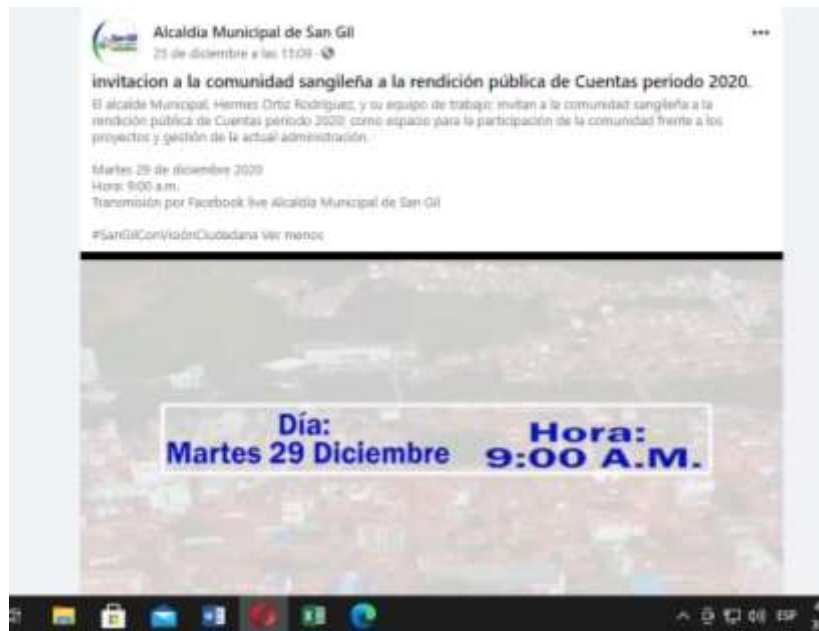 Alcaldía Municipal de San Gil
25 de diciembre a las 11:09
invitacion a la comunidad sangileña a la rendición pública de Cuentas periodo 2020.
El alcalde Municipal, Hermes Ortiz Rodríguez, y su equipo de trabajo; invitan a la comunidad sangileña a la
rendición pública de Cuentas periodo 2020; como espacio para la participación de la comunidad frente a los
proyectos y gestión de la actual administración.
Martes 29 de diciembre 2020
Hora: 9:00 a.m.
Transmisión por Facebook live Alcaldía Municipal de San Gil
#SanGilConVisiónCiudadana Ver menos
Día:
Martes 29 Diciembre
Hora:
9:00 A.M.
ESP